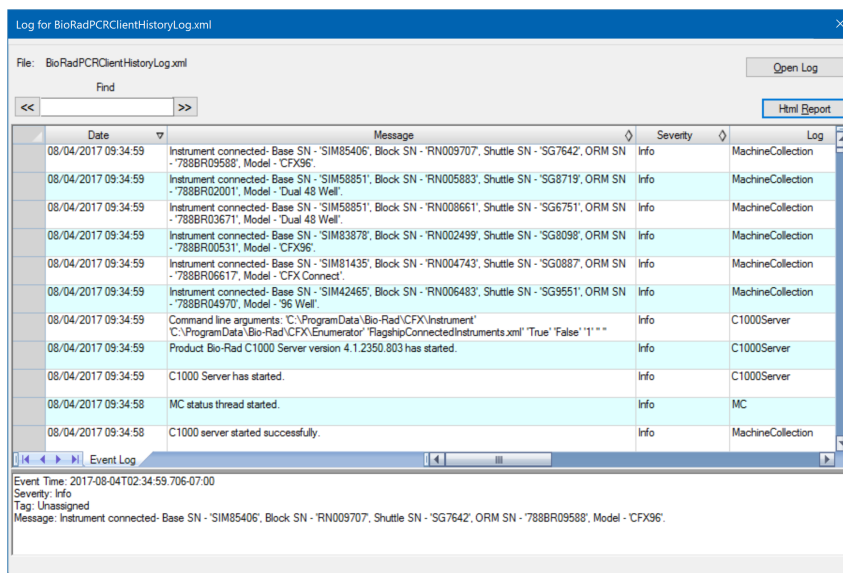 Log for BioRadPCRClientHistoryLog.xml
File: BioRadPCRClientHistoryLog.xml
Open Log
Find
<< >>
Html Report
Date Message Severity Log
08/04/2017 09:34:59 Instrument connected- Base SN - 'SIM85406', Block SN - 'RN009707', Shuttle SN - 'SG7642', ORM SN Info MachineCollection
- '788BR09588', Model - 'CFX96'.
08/04/2017 09:34:59 Instrument connected- Base SN - 'SIM58851', Block SN - 'RN005883', Shuttle SN - 'SG8719', ORM SN Info MachineCollection
- '788BR02001', Model - 'Dual 48 Well'.
08/04/2017 09:34:59 Instrument connected- Base SN - 'SIM58851', Block SN - 'RN008661', Shuttle SN - 'SG6751', ORM SN Info MachineCollection
- '788BR03671', Model - 'Dual 48 Well'.
08/04/2017 09:34:59 Instrument connected- Base SN - 'SIM83878', Block SN - 'RN002499', Shuttle SN - 'SG8098', ORM SN Info MachineCollection
- '788BR00531', Model - 'CFX96'.
08/04/2017 09:34:59 Instrument connected- Base SN - 'SIM81435', Block SN - 'RN004743', Shuttle SN - 'SG0887', ORM SN Info MachineCollection
- '788BR06617', Model - 'CFX Connect'.
08/04/2017 09:34:59 Instrument connected- Base SN - 'SIM42465', Block SN - 'RN006483', Shuttle SN - 'SG9551', ORM SN Info MachineCollection
- '788BR04970', Model - '96 Well'.
08/04/2017 09:34:59 Command line arguments: 'C:\ProgramData\Bio-Rad\CFX\Instrument' Info C1000Server
'C:\ProgramData\Bio-Rad\CFX\Enumerator' 'FlagshipConnectedInstruments.xml' 'True' 'False' '1' '' ''
08/04/2017 09:34:59 Product Bio-Rad C1000 Server version 4.1.2350.803 has started. Info C1000Server
08/04/2017 09:34:59 C1000 Server has started. Info C1000Server
08/04/2017 09:34:58 MC status thread started. Info MC
08/04/2017 09:34:58 C1000 server started successfully. Info MachineCollection
Event Log
Event Time: 2017-08-04T02:34:59.706-07:00
Severity: Info
Tag: Unassigned
Message: Instrument connected- Base SN - 'SIM85406', Block SN - 'RN009707', Shuttle SN - 'SG7642', ORM SN - '788BR09588', Model - 'CFX96'.